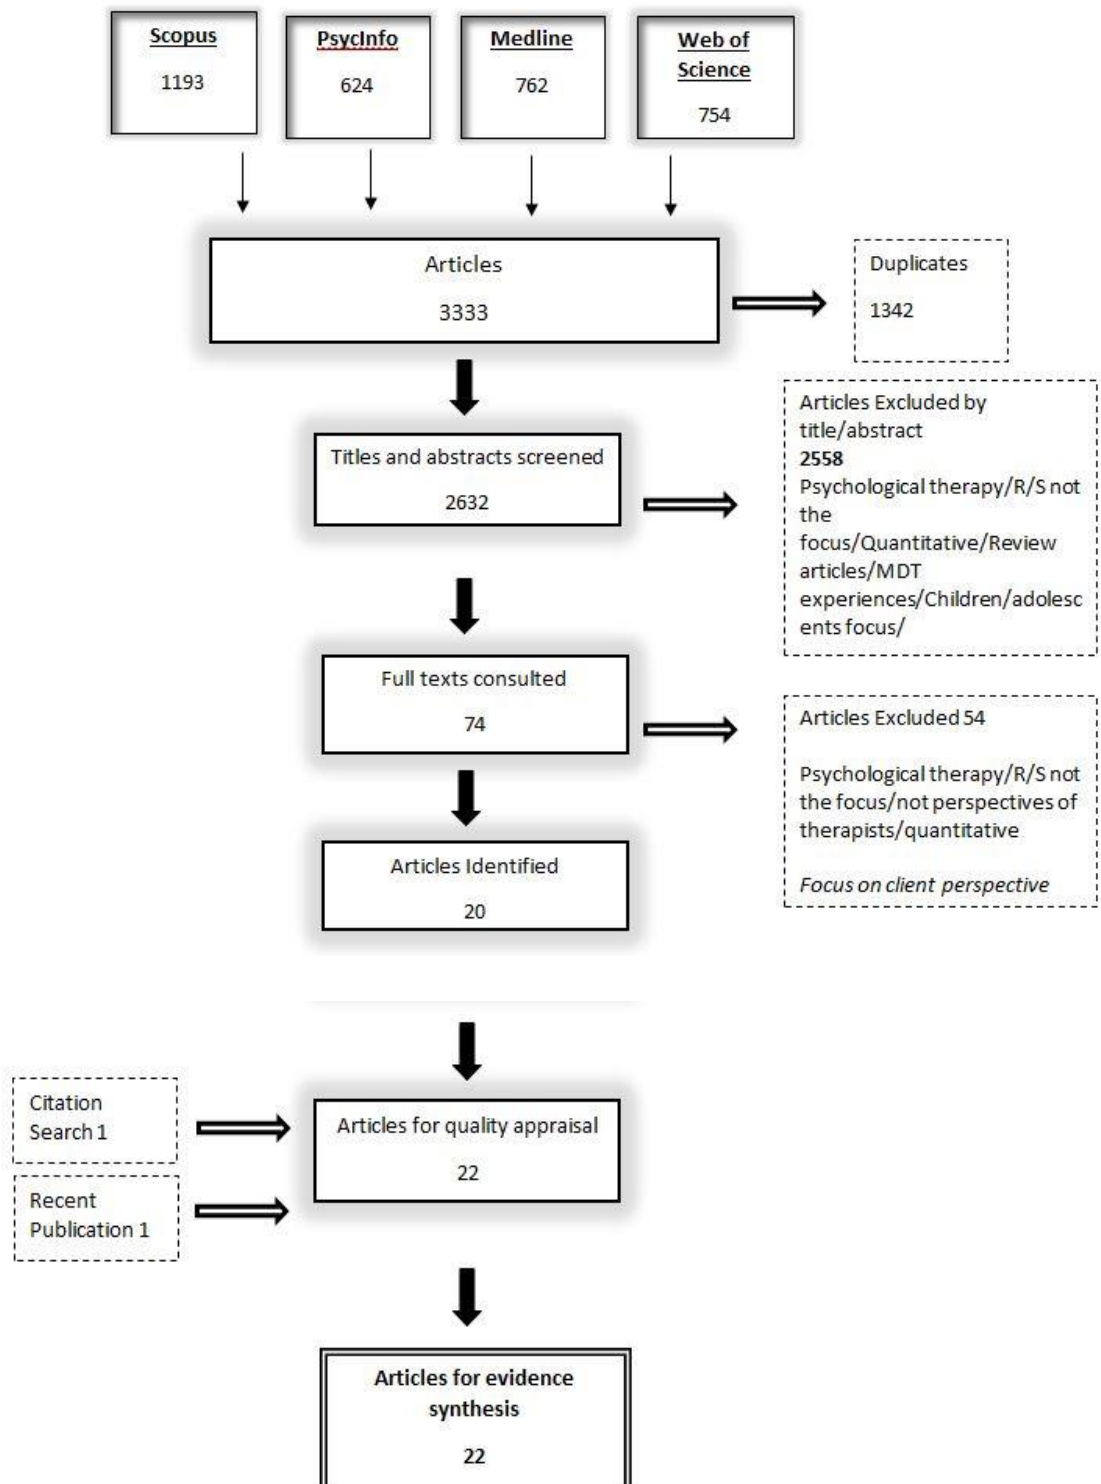 Scopus
1193
PsycInfo
624
Medline
762
Web of
Science
754
Articles
3333
Duplicates
1342
Titles and abstracts screened
2632
Articles Excluded by
title/abstract
2558
Psychological therapy/R/S not
the
focus/Quantitative/Review
articles/MDT
experiences/Children/adolesc
ents focus/
Full texts consulted
74
Articles Excluded 54
Psychological therapy/R/S not
the focus/not perspectives of
therapists/quantitative
Focus on client perspective
Articles Identified
20
Citation
Search 1
Articles for quality appraisal
22
Recent
Publication 1
Articles for evidence
synthesis
22